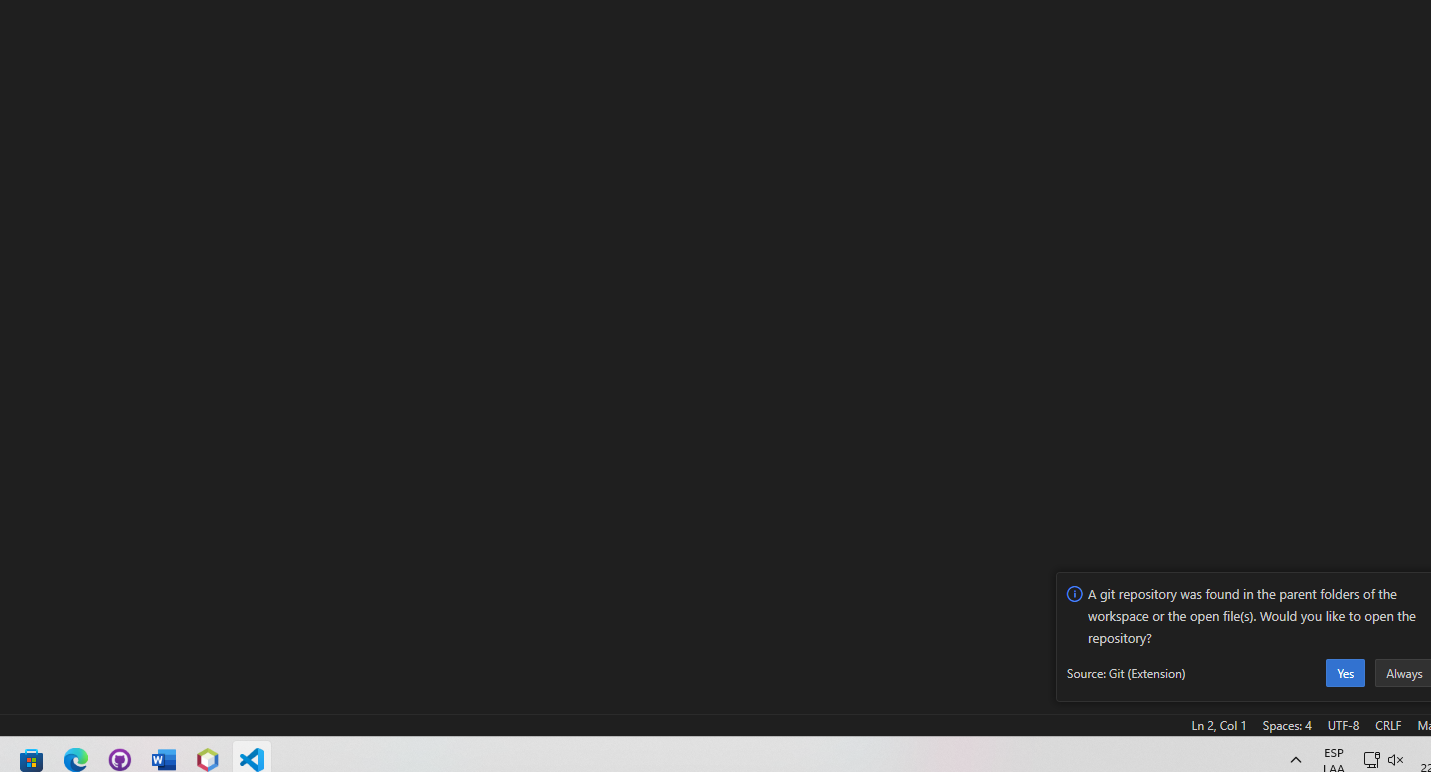 A git repository was found in the parent folders of the
workspace or the open file(s). Would you like to open the
repository?
Source: Git (Extension)
Yes
Always
Ln 2, Col 1
Spaces: 4
UTF-8
CRLF
Ma
W
ESP
LAA
22